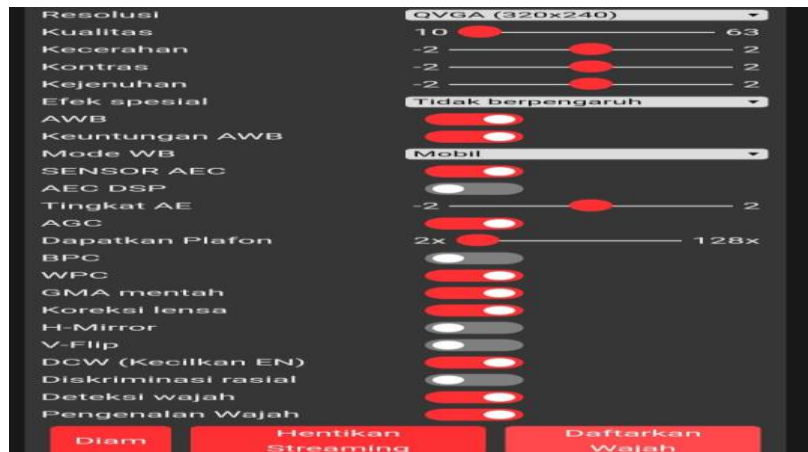 Resolusi QVGA (320x240)
Kualitas 10 63
Kecerahan -2 2
Kontras -2 2
Kejenuhan -2 2
Efek spesial Tidak berpengaruh
AWB
Keuntungan AWB
Mode WB Mobil
SENSOR AEC
AEC DSP
Tingkat AE -2 2
AGC
Dapatkan Plafon 2x 128x
BPC
WPC
GMA mentah
Koreksi lensa
H-Mirror
V-Flip
DCW (Kecilkan EN)
Diskriminasi rasial
Deteksi wajah
Pengenalan Wajah
Diam Hentikan Streaming Daftarkan Wajah